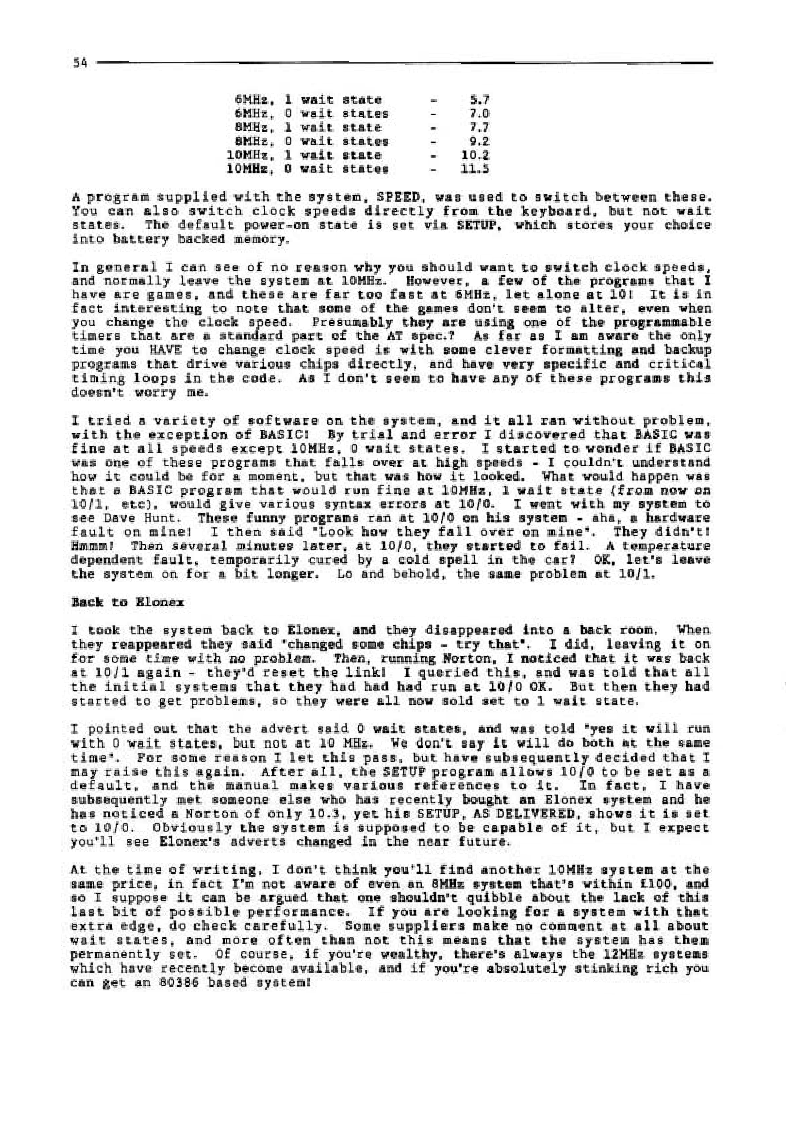 54
6MHz, 1 wait state - 5.7
6MHz, 0 wait states - 7.0
8MHz, 1 wait state - 7.7
8MHz, 0 wait states - 9.2
10MHz, 1 wait state - 10.2
10MHz, 0 wait states - 11.5
A program supplied with the system, SPEED, was used to switch between these.
You can also switch clock speeds directly from the keyboard, but not wait
states. The default power-on state is set via SETUP, which stores your choice
into battery backed memory.
In general I can see of no reason why you should want to switch clock speeds,
and normally leave the system at 10MHz. However, a few of the programs that I
have are games, and these are far too fast at 6MHz, let alone at 10! It is in
fact interesting to note that some of the games don't seem to alter, even when
you change the clock speed. Presumably they are using one of the programmable
timers that are a standard part of the AT spec.? As far as I am aware the only
time you HAVE to change clock speed is with some clever formatting and backup
programs that drive various chips directly, and have very specific and critical
timing loops in the code. As I don't seem to have any of these programs this
doesn't worry me.
I tried a variety of software on the system, and it all ran without problem,
with the exception of BASIC! By trial and error I discovered that BASIC was
fine at all speeds except 10MHz, 0 wait states. I started to wonder if BASIC
was one of these programs that falls over at high speeds - I couldn't understand
how it could be for a moment, but that was how it looked. What would happen was
that a BASIC program that would run fine at 10MHz, 1 wait state (from now on
10/1, etc), would give various syntax errors at 10/0. I went with my system to
see Dave Hunt. These funny programs ran at 10/0 on his system - aha, a hardware
fault on mine! I then said "Look how they fall over on mine". They didn't!
Hmmm! Then several minutes later, at 10/0, they started to fail. A temperature
dependent fault, temporarily cured by a cold spell in the car? OK, let's leave
the system on for a bit longer. Lo and behold, the same problem at 10/1.
Back to Elonex
I took the system back to Elonex, and they disappeared into a back room. When
they reappeared they said "changed some chips - try that". I did, leaving it on
for some time with no problem. Then, running Norton, I noticed that it was back
at 10/1 again - they'd reset the link! I queried this, and was told that all
the initial systems that they had had had run at 10/0 OK. But then they had
started to get problems, so they were all now sold set to 1 wait state.
I pointed out that the advert said 0 wait states, and was told "yes it will run
with 0 wait states, but not at 10 MHz. We don't say it will do both at the same
time". For some reason I let this pass, but have subsequently decided that I
may raise this again. After all, the SETUP program allows 10/0 to be set as a
default, and the manual makes various references to it. In fact, I have
subsequently met someone else who has recently bought an Elonex system and he
has noticed a Norton of only 10.3, yet his SETUP, AS DELIVERED, shows it is set
to 10/0. Obviously the system is supposed to be capable of it, but I expect
you'll see Elonex's adverts changed in the near future.
At the time of writing, I don't think you'll find another 10MHz system at the
same price, in fact I'm not aware of even an 8MHz system that's within £100, and
so I suppose it can be argued that one shouldn't quibble about the lack of this
last bit of possible performance. If you are looking for a system with that
extra edge, do check carefully. Some suppliers make no comment at all about
wait states, and more often than not this means that the system has them
permanently set. Of course, if you're wealthy, there's always the 12MHz systems
which have recently become available, and if you're absolutely stinking rich you
can get an 80386 based system!